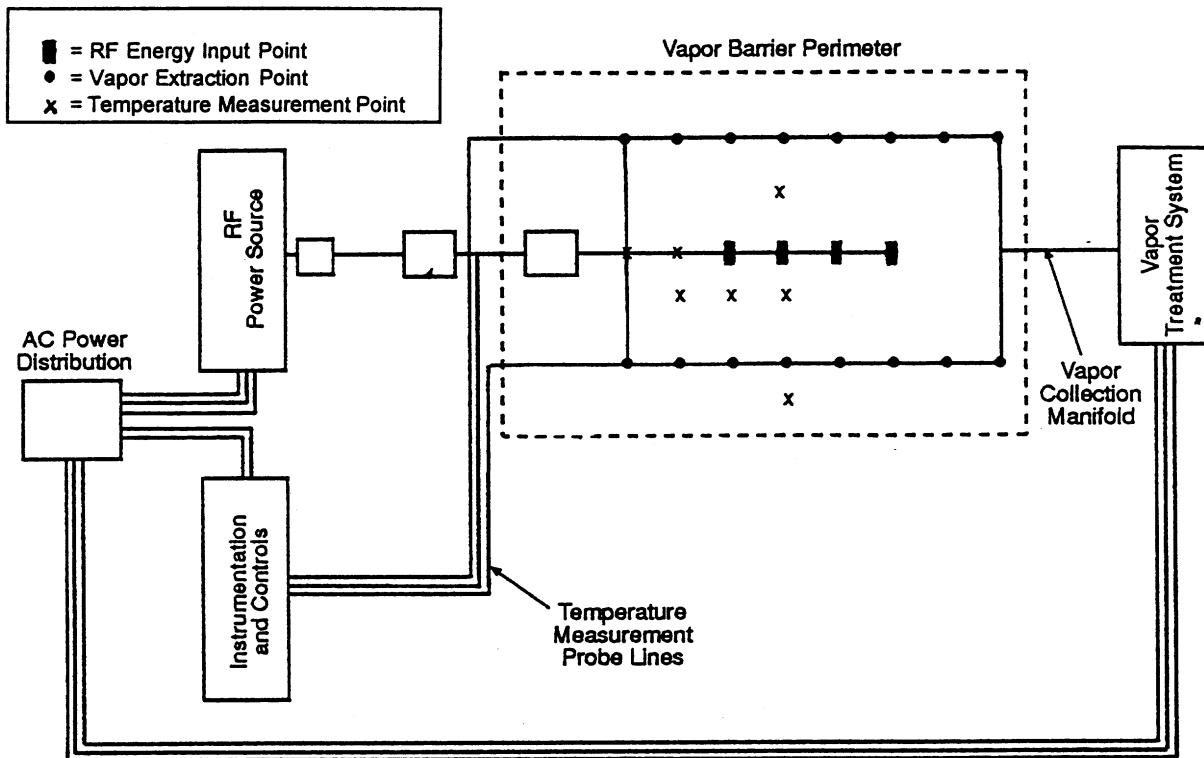 = RF Energy Input Point
= Vapor Extraction Point
x = Temperature Measurement Point
Vapor Barrier Perimeter
RF
Power Source
Vapor
Treatment System
AC Power
Distribution
Vapor
Collection
Manifold
Instrumentation
and Controls
Temperature
Measurement
Probe Lines
x
x
x
x
x
x
x